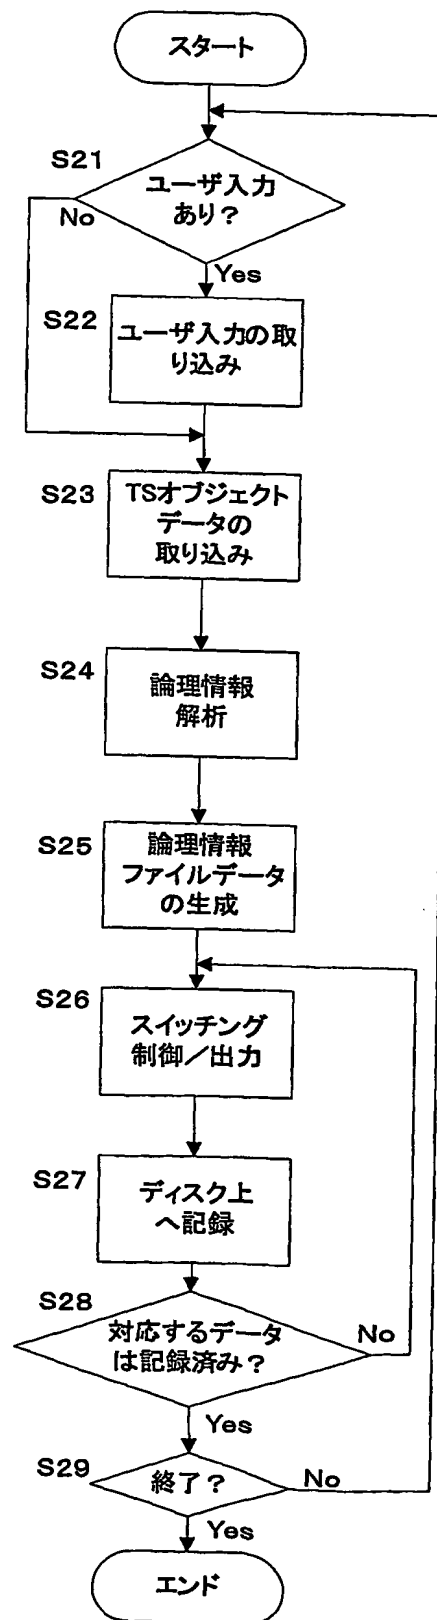 スタート
S21
ユーザ入力
あり?
No
Yes
S22
ユーザ入力の取
り込み
S23
TSオブジェクト
データの
取り込み
S24
論理情報
解析
S25
論理情報
ファイルデータ
の生成
S26
スイッチング
制御/出力
S27
ディスク上
へ記録
S28
対応するデータ
は記録済み?
No
Yes
S29
終了?
No
Yes
エンド